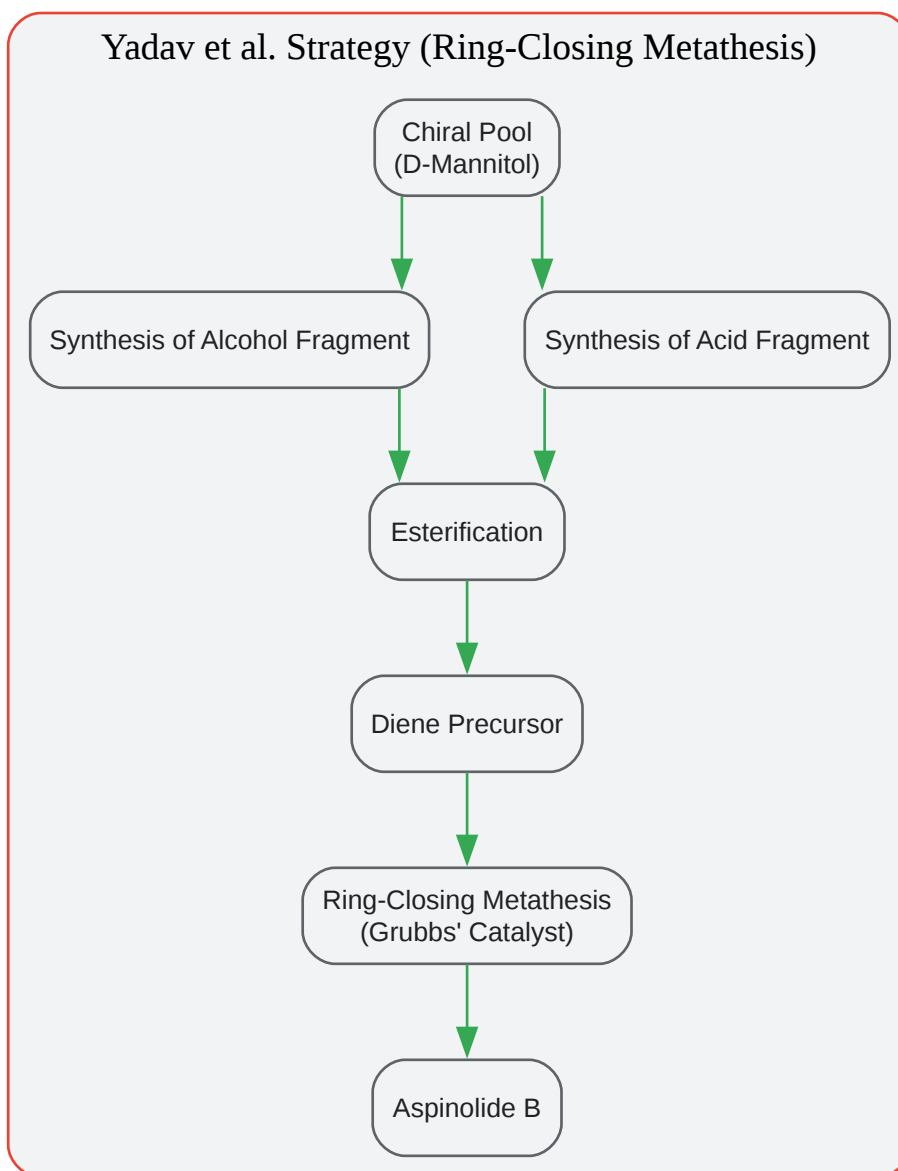 Yadav et al. Strategy (Ring-Closing Metathesis)
Chiral Pool
(D-Mannitol)
Synthesis of Alcohol Fragment
Synthesis of Acid Fragment
Esterification
Diene Precursor
Ring-Closing Metathesis
(Grubbs' Catalyst)
Aspinolide B